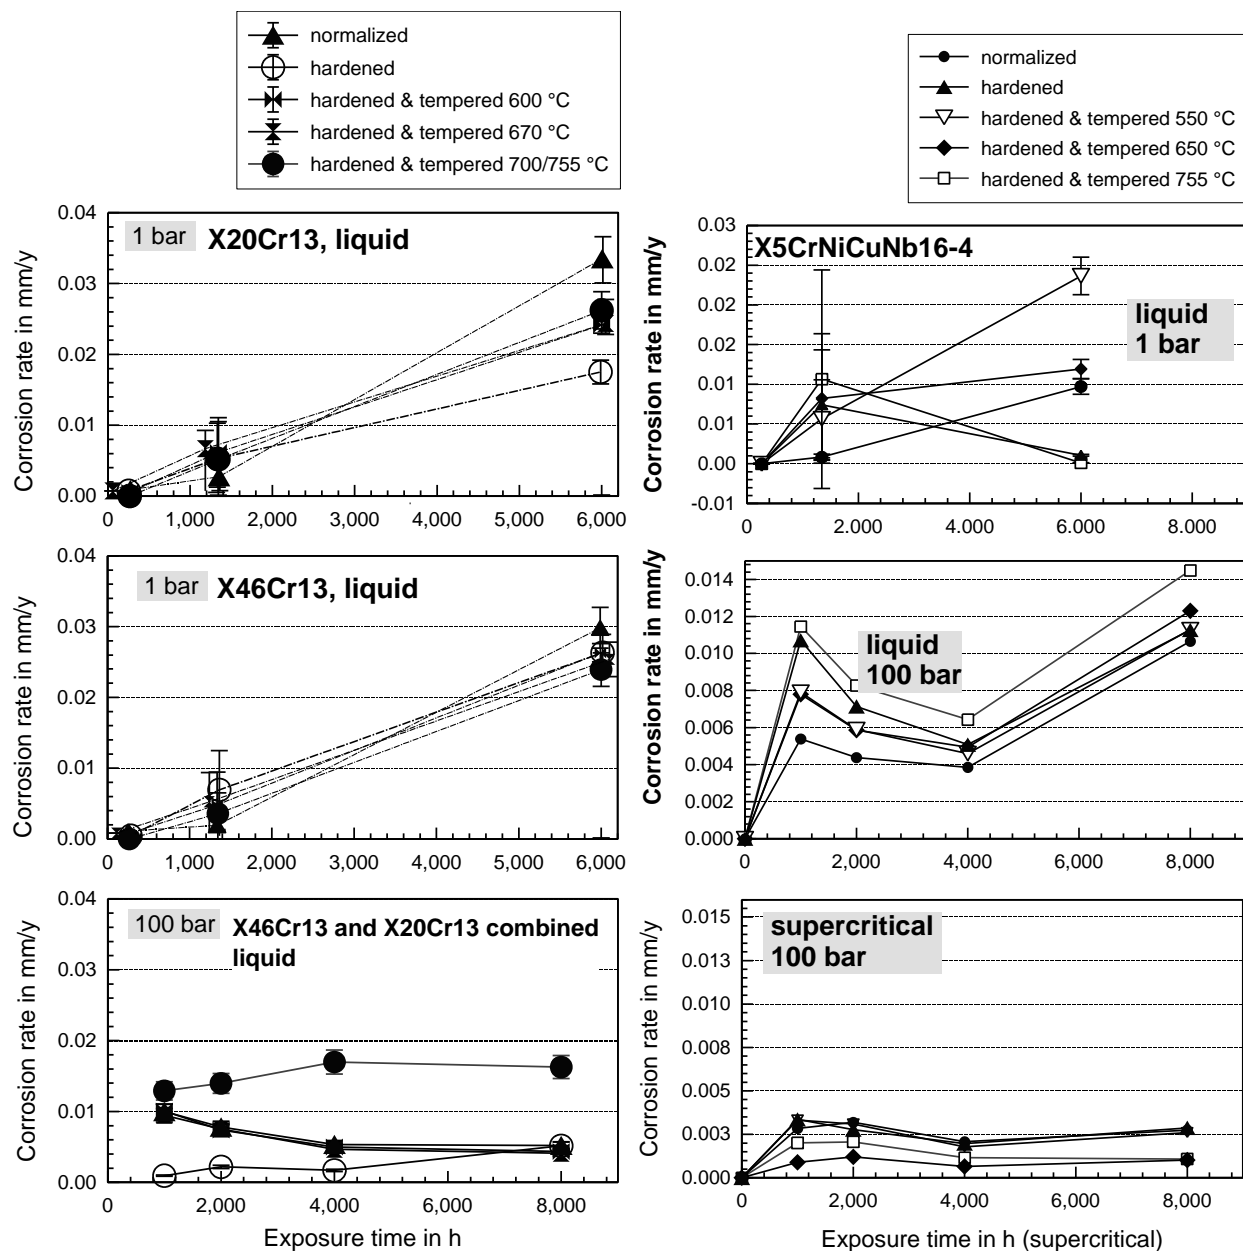 normalized
hardened
hardened & tempered 600 °C
hardened & tempered 670 °C
hardened & tempered 700/755 °C
normalized
hardened
hardened & tempered 550 °C
hardened & tempered 650 °C
hardened & tempered 755 °C
Corrosion rate in mm/y
0.04
0.03
0.02
0.01
0.00
1 bar X20Cr13, liquid
0 1,000 2,000 3,000 4,000 5,000 6,000
Corrosion rate in mm/y
0.03
0.02
0.02
0.02
0.01
0.01
0.00
-0.01
X5CrNiCuNb16-4
liquid
1 bar
0 2.000 4.000 6.000 8.000
Corrosion rate in mm/y
0.04
0.03
0.02
0.01
0.00
1 bar X46Cr13, liquid
0 1,000 2,000 3,000 4,000 5,000 6,000
Corrosion rate in mm/y
0.014
0.012
0.010
0.008
0.006
0.004
0.002
0.000
liquid
100 bar
0 2,000 4,000 6,000 8,000
Corrosion rate in mm/y
0.04
0.03
0.02
0.01
0.00
100 bar X46Cr13 and X20Cr13 combined
liquid
0 2,000 4,000 6,000 8,000
Exposure time in h
Corrosion rate in mm/y
0.015
0.013
0.010
0.008
0.005
0.003
0.000
supercritical
100 bar
0 2,000 4,000 6,000 8,000
Exposure time in h (supercritical)